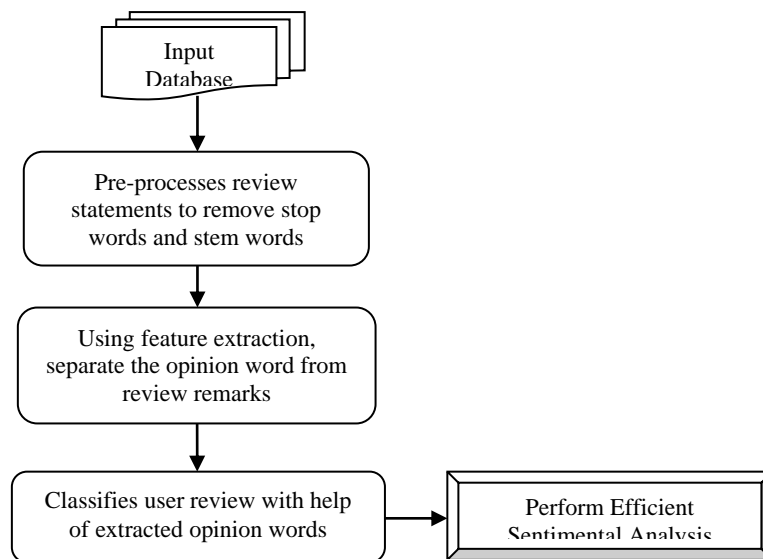 Input
Database
Pre-processes review
statements to remove stop
words and stem words
Using feature extraction,
separate the opinion word from
review remarks
Classifies user review with help
of extracted opinion words
Perform Efficient
Sentimental Analysis